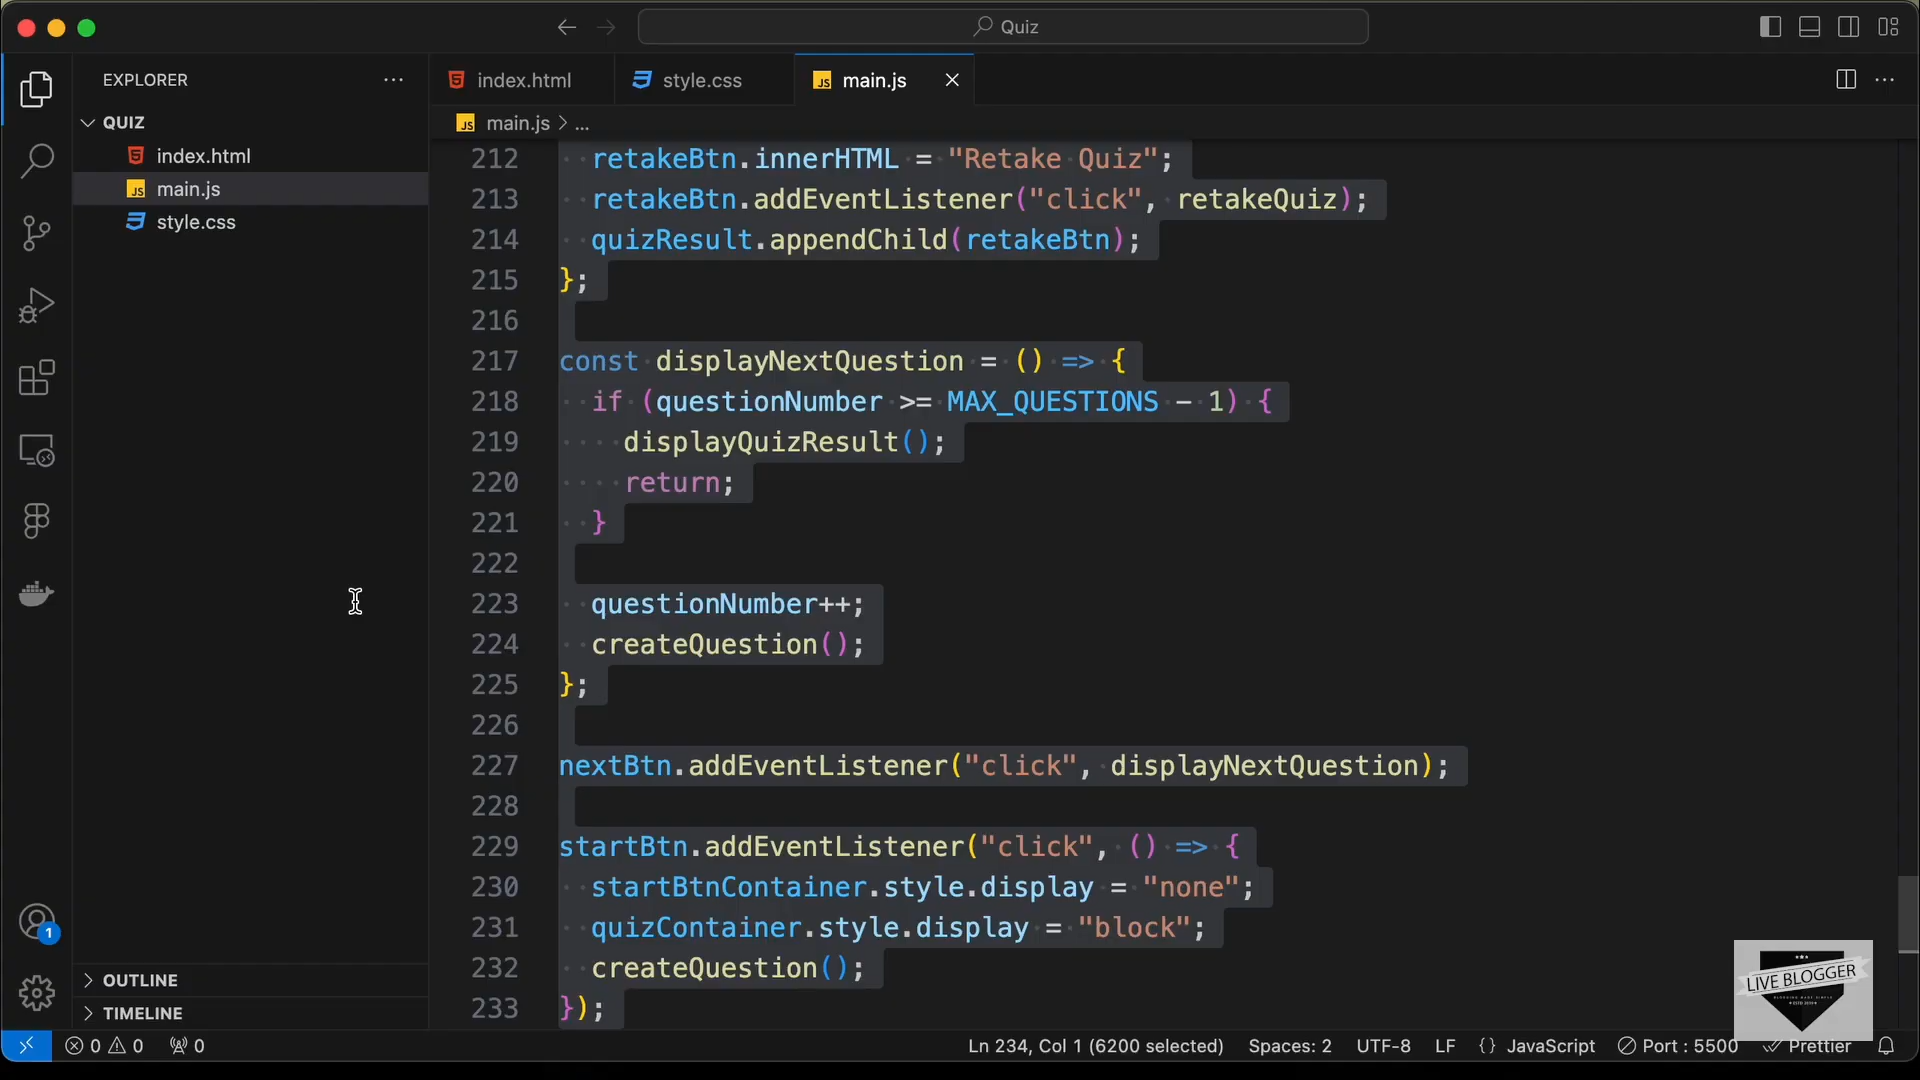 Quiz
EXPLORER
index.html
style.css
main.js
QUIZ
main.js > ...
index.html
main.js
style.css
212 retakeBtn.innerHTML = "Retake Quiz";
213 retakeBtn.addEventListener("click", retakeQuiz);
214 quizResult.appendChild(retakeBtn);
215 };
216
217 const displayNextQuestion = () => {
218 if (questionNumber >= MAX_QUESTIONS - 1) {
219 displayQuizResult();
220 return;
221 }
222
223 questionNumber++;
224 createQuestion();
225 };
226
227 nextBtn.addEventListener("click", displayNextQuestion);
228
229 startBtn.addEventListener("click", () => {
230 startBtnContainer.style.display = "none";
231 quizContainer.style.display = "block";
232 createQuestion();
233 });
1
OUTLINE
TIMELINE
LIVE BLOGGER
0 0 0
Ln 234, Col 1 (6200 selected) Spaces: 2 UTF-8 LF {} JavaScript Port : 5500 Prettier